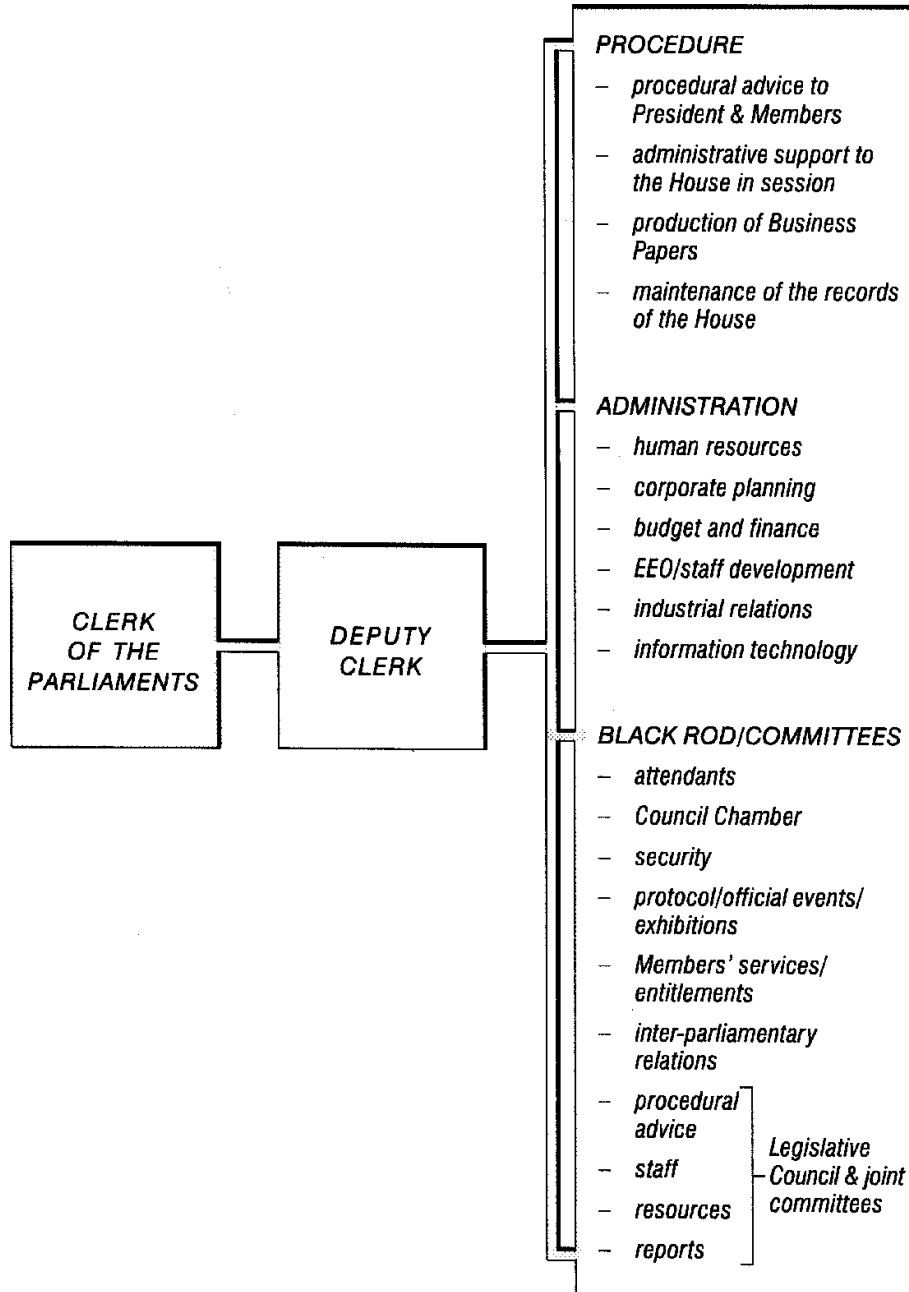 CLERK
OF THE
PARLIAMENTS
DEPUTY
CLERK
PROCEDURE
– procedural advice to
President & Members
– administrative support to
the House in session
– production of Business
Papers
– maintenance of the records
of the House
ADMINISTRATION
– human resources
– corporate planning
– budget and finance
– EEO/staff development
– industrial relations
– information technology
BLACK ROD/COMMITTEES
– attendants
– Council Chamber
– security
– protocol/official events/
exhibitions
– Members' services/
entitlements
– inter-parliamentary
relations
– procedural
advice
– staff
– resources
– reports
Legislative
Council & joint
committees